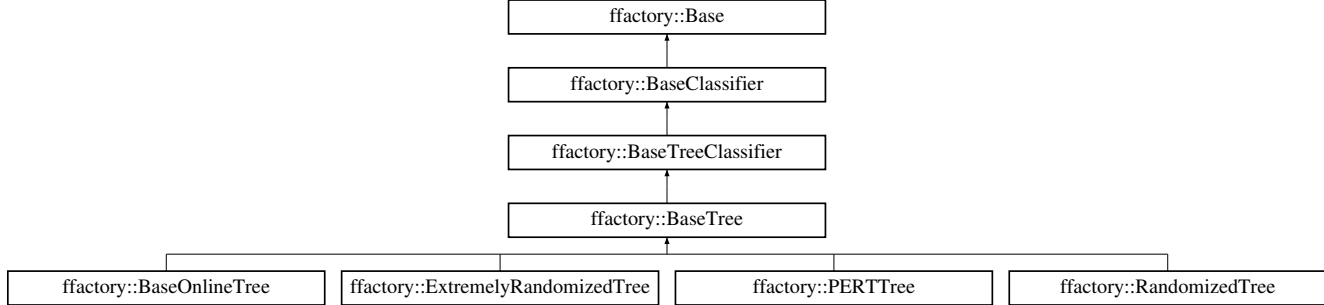 ffactory::Base
ffactory::BaseClassifier
ffactory::BaseTreeClassifier
ffactory::BaseTree
ffactory::BaseOnlineTree
ffactory::ExtremelyRandomizedTree
ffactory::PERTTree
ffactory::RandomizedTree